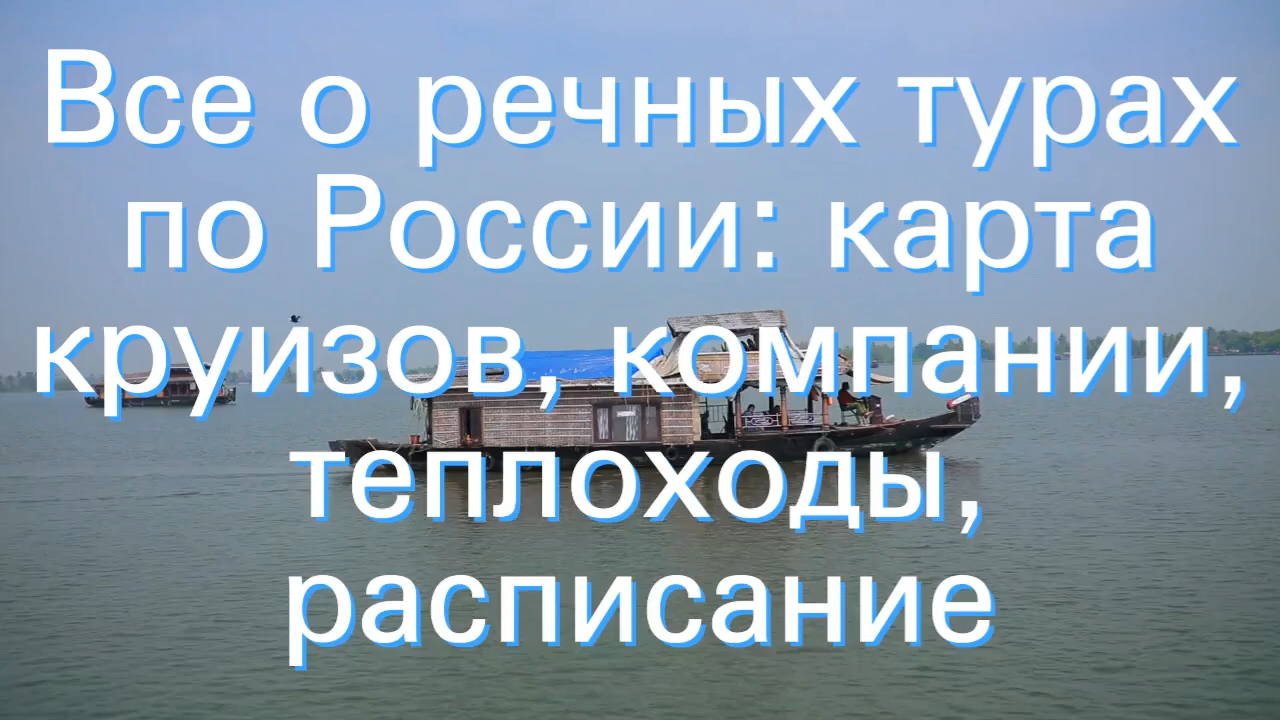 Все о речных турах
по России: карта
круизов, компании,
теплоходы,
расписание